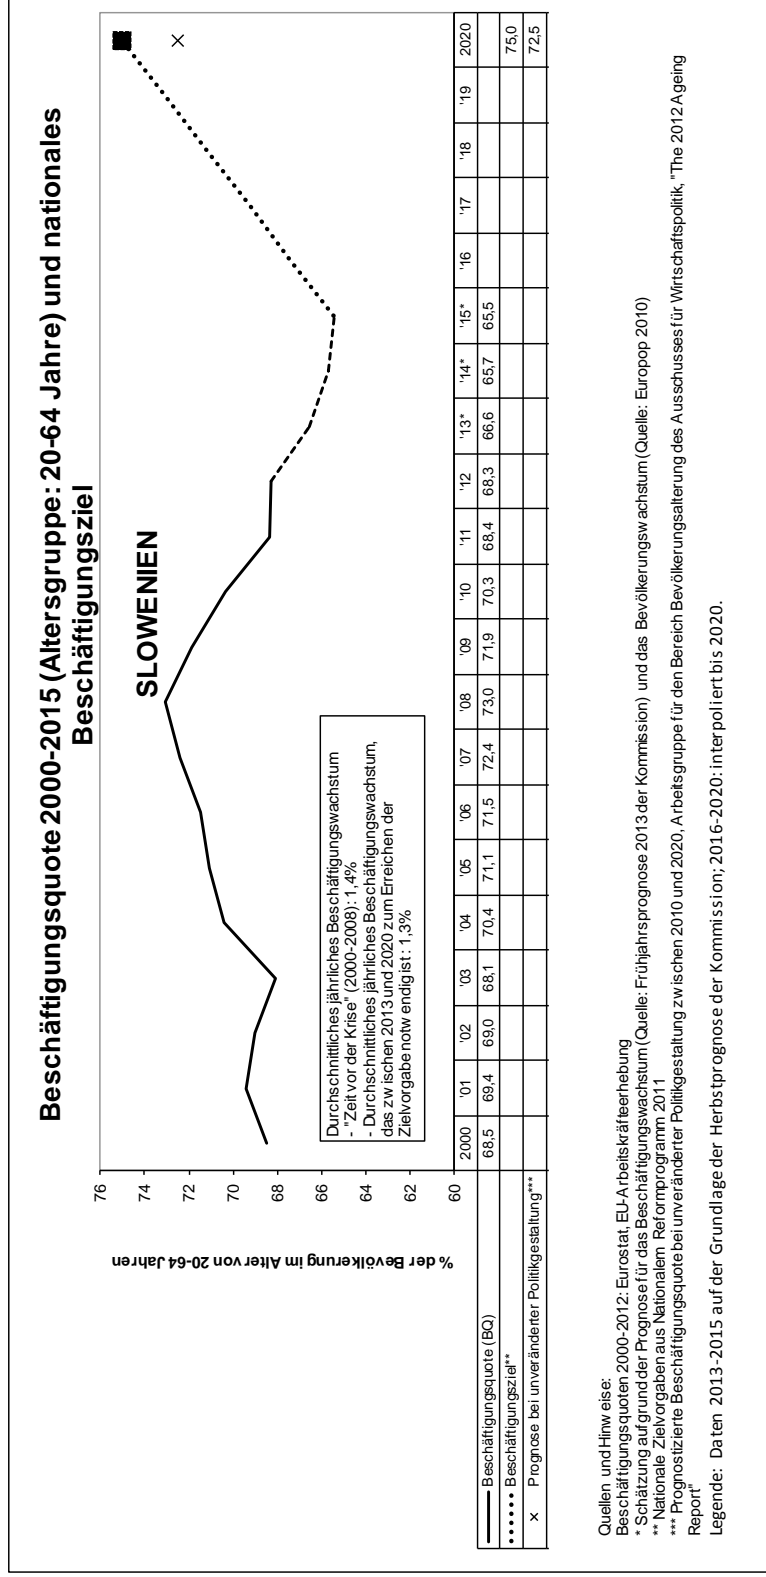 Beschäftigungsquote 2000-2015 (Altersgruppe: 20-64 Jahre) und nationales
Beschäftigungsziel
SLOWENIEN
76
74
72
70
68
66
64
62
60
% der Bevölkerung im Alter von 20-64 Jahren
Durchschnittliches jährliches Beschäftigungswachstum
- "Zeit vor der Krise" (2000-2008): 1,4%
- Durchschnittliches jährliches Beschäftigungswachstum,
das zwischen 2013 und 2020 zum Erreichen der
Zielvorgabe notwendig ist: 1,3%
2000 '01 '02 '03 '04 '05 '06 '07 '08 '09 '10 '11 '12 '13* '14* '15* '16 '17 '18 '19 2020
Beschäftigungsquote (BQ) 68,5 69,4 69,0 68,1 70,4 71,1 71,5 72,4 73,0 71,9 70,3 68,4 68,3 66,6 65,7 65,5
Beschäftigungsziel** 75,0
× Prognose bei unveränderter Politikgestaltung*** 72,5
Quellen und Hinweise:
Beschäftigungsquoten 2000-2012: Eurostat, EU-Arbeitskräfteerhebung
* Schätzung aufgrund der Prognose für das Beschäftigungswachstum (Quelle: Frühjahrsprognose 2013 der Kommission) und das Bevölkerungswachstum (Quelle: Europop 2010)
** Nationale Zielvorgaben aus Nationalem Reformprogramm 2011
*** Prognostizierte Beschäftigungsquote bei unveränderter Politikgestaltung zwischen 2010 und 2020, Arbeitsgruppe für den Bereich Bevölkerungsalterung des Ausschusses für Wirtschaftspolitik, "The 2012 Ageing
Report"
Legende: Daten 2013-2015 auf der Grundlage der Herbstprognose der Kommission; 2016-2020: interpoliert bis 2020.